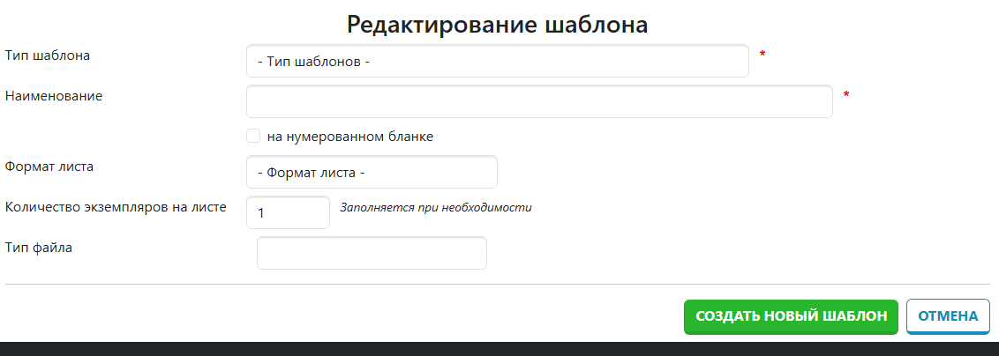 Редактирование шаблона
Тип шаблона - Тип шаблонов - *
Наименование *
на нумерованном бланке
Формат листа - Формат листа -
Количество экземпляров на листе 1 Заполняется при необходимости
Тип файла
СОЗДАТЬ НОВЫЙ ШАБЛОН ОТМЕНА